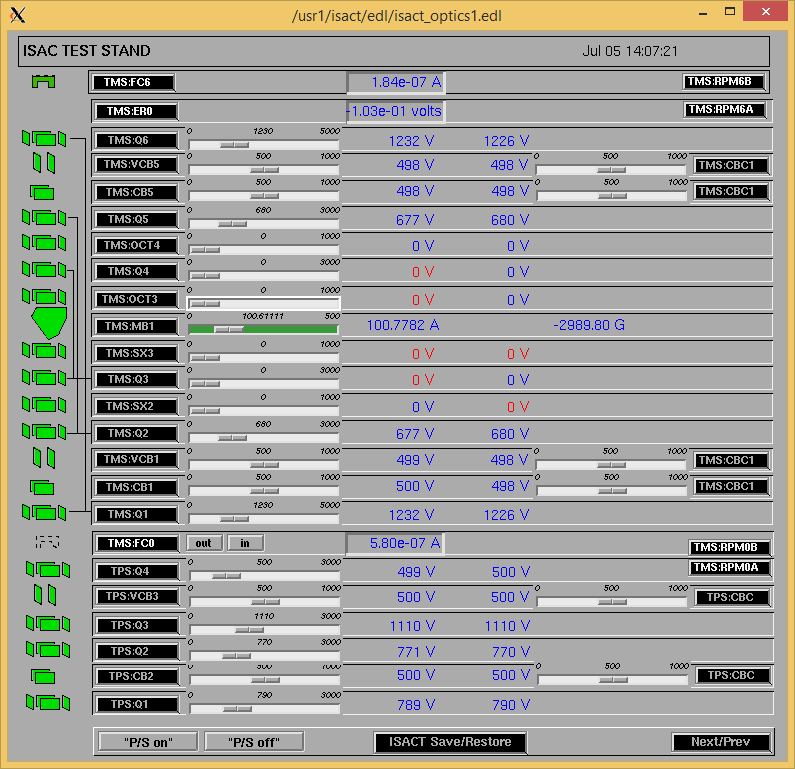 /usr1/isact/edl/isact_optics1.edl
ISAC TEST STAND Jul 05 14:07:21
TMS:FC6 1.84e-07 A TMS:RPM6B
TMS:ER0 -1.03e-01 volts TMS:RPM6A
TMS:Q6 0 1230 5000 1232 V 1226 V
TMS:VCB5 0 500 1000 498 V 498 V 0 500 1000 TMS:CBC1
TMS:CB5 0 500 1000 498 V 498 V 0 500 1000 TMS:CBC1
TMS:Q5 0 680 3000 677 V 680 V
TMS:OCT4 0 0 1000 0 V 0 V
TMS:Q4 0 0 3000 0 V 0 V
TMS:OCT3 0 0 1000 0 V 0 V
TMS:MB1 0 100.61111 500 100.7782 A -2989.80 G
TMS:SX3 0 0 1000 0 V 0 V
TMS:Q3 0 0 3000 0 V 0 V
TMS:SX2 0 0 1000 0 V 0 V
TMS:Q2 0 680 3000 677 V 680 V
TMS:VCB1 0 500 1000 499 V 498 V 0 500 1000 TMS:CBC1
TMS:CB1 0 500 1000 500 V 498 V 0 500 1000 TMS:CBC1
TMS:Q1 0 1230 5000 1232 V 1226 V
TMS:FC0 out in 5.80e-07 A TMS:RPM0B
TPS:Q4 0 500 3000 499 V 500 V TMS:RPM0A
TPS:VCB3 0 500 1000 500 V 500 V 0 500 1000 TPS:CBC
TPS:Q3 0 1110 3000 1110 V 1110 V
TPS:Q2 0 770 3000 771 V 770 V
TPS:CB2 0 500 1000 500 V 500 V 0 500 1000 TPS:CBC
TPS:Q1 0 790 3000 789 V 790 V
"P/S on" "P/S off" ISACT Save/Restore Next/Prev